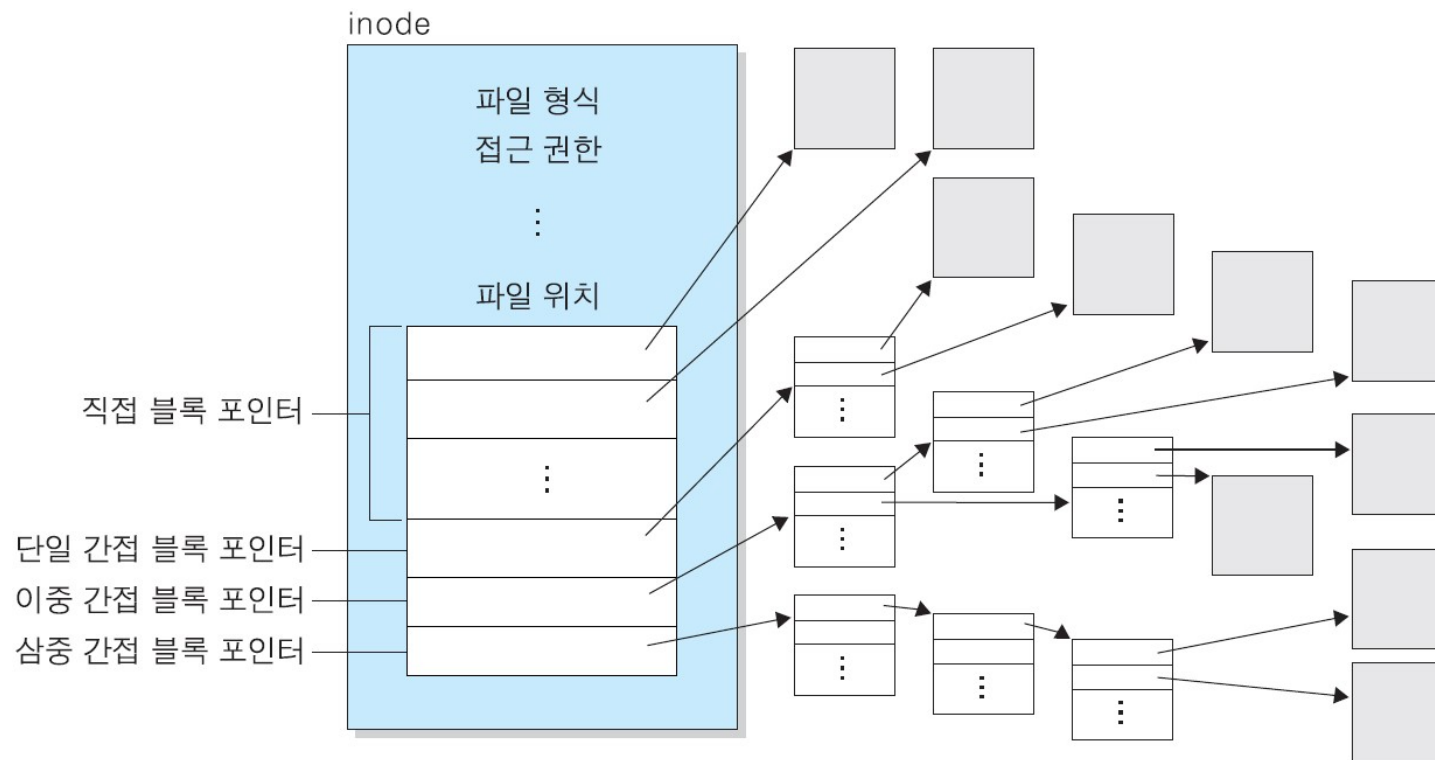 inode
파일 형식
접근 권한
⋮
파일 위치
직접 블록 포인터
⋮
단일 간접 블록 포인터
이중 간접 블록 포인터
삼중 간접 블록 포인터
⋮
⋮
⋮
⋮
⋮
⋮
⋮